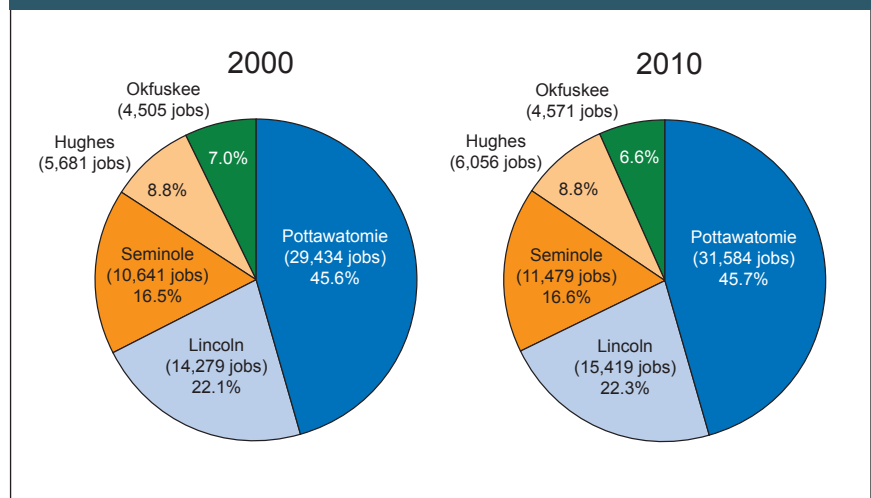 2000
Okfuskee
(4,505 jobs)
Hughes
(5,681 jobs)
7.0%
8.8%
Pottawatomie
(29,434 jobs)
45.6%
Seminole
(10,641 jobs)
16.5%
Lincoln
(14,279 jobs)
22.1%
2010
Okfuskee
(4,571 jobs)
Hughes
(6,056 jobs)
6.6%
8.8%
Pottawatomie
(31,584 jobs)
45.7%
Seminole
(11,479 jobs)
16.6%
Lincoln
(15,419 jobs)
22.3%